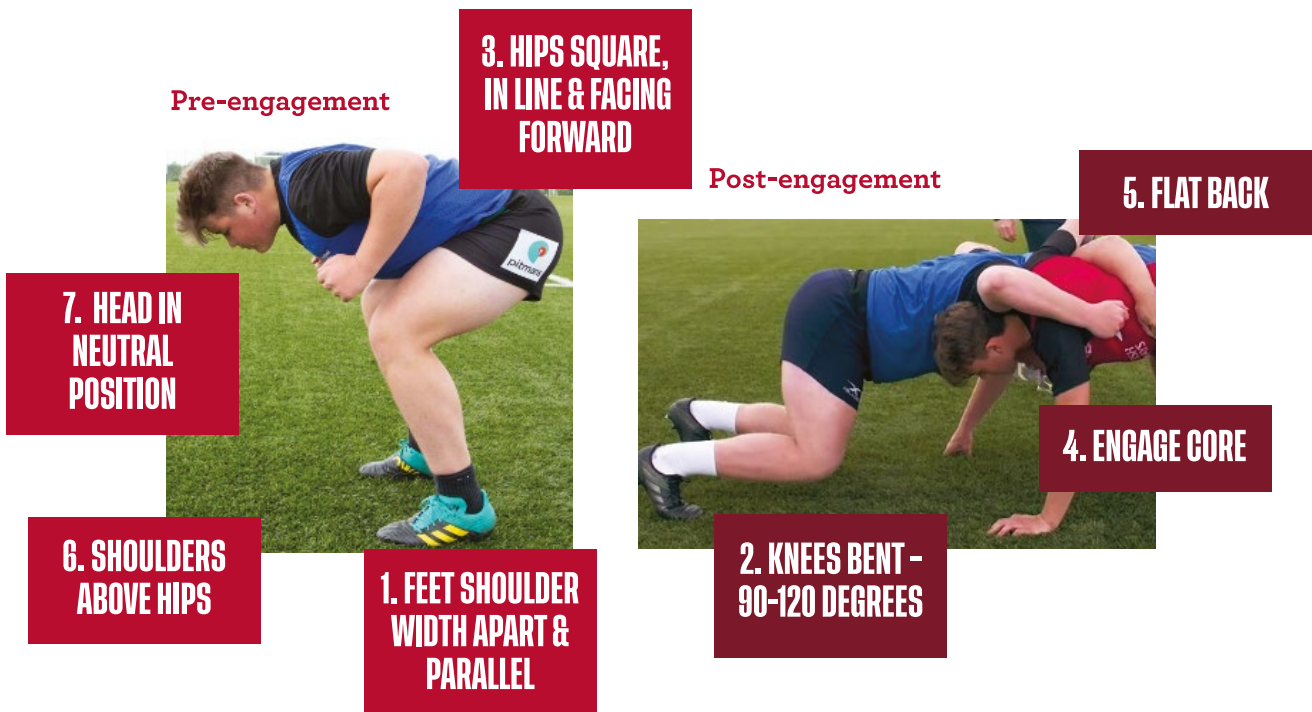 Pre-engagement
3. HIPS SQUARE,
IN LINE & FACING
FORWARD
pitmans
7. HEAD IN
NEUTRAL
POSITION
6. SHOULDERS
ABOVE HIPS
1. FEET SHOULDER
WIDTH APART &
PARALLEL
Post-engagement
5. FLAT BACK
4. ENGAGE CORE
2. KNEES BENT –
90-120 DEGREES